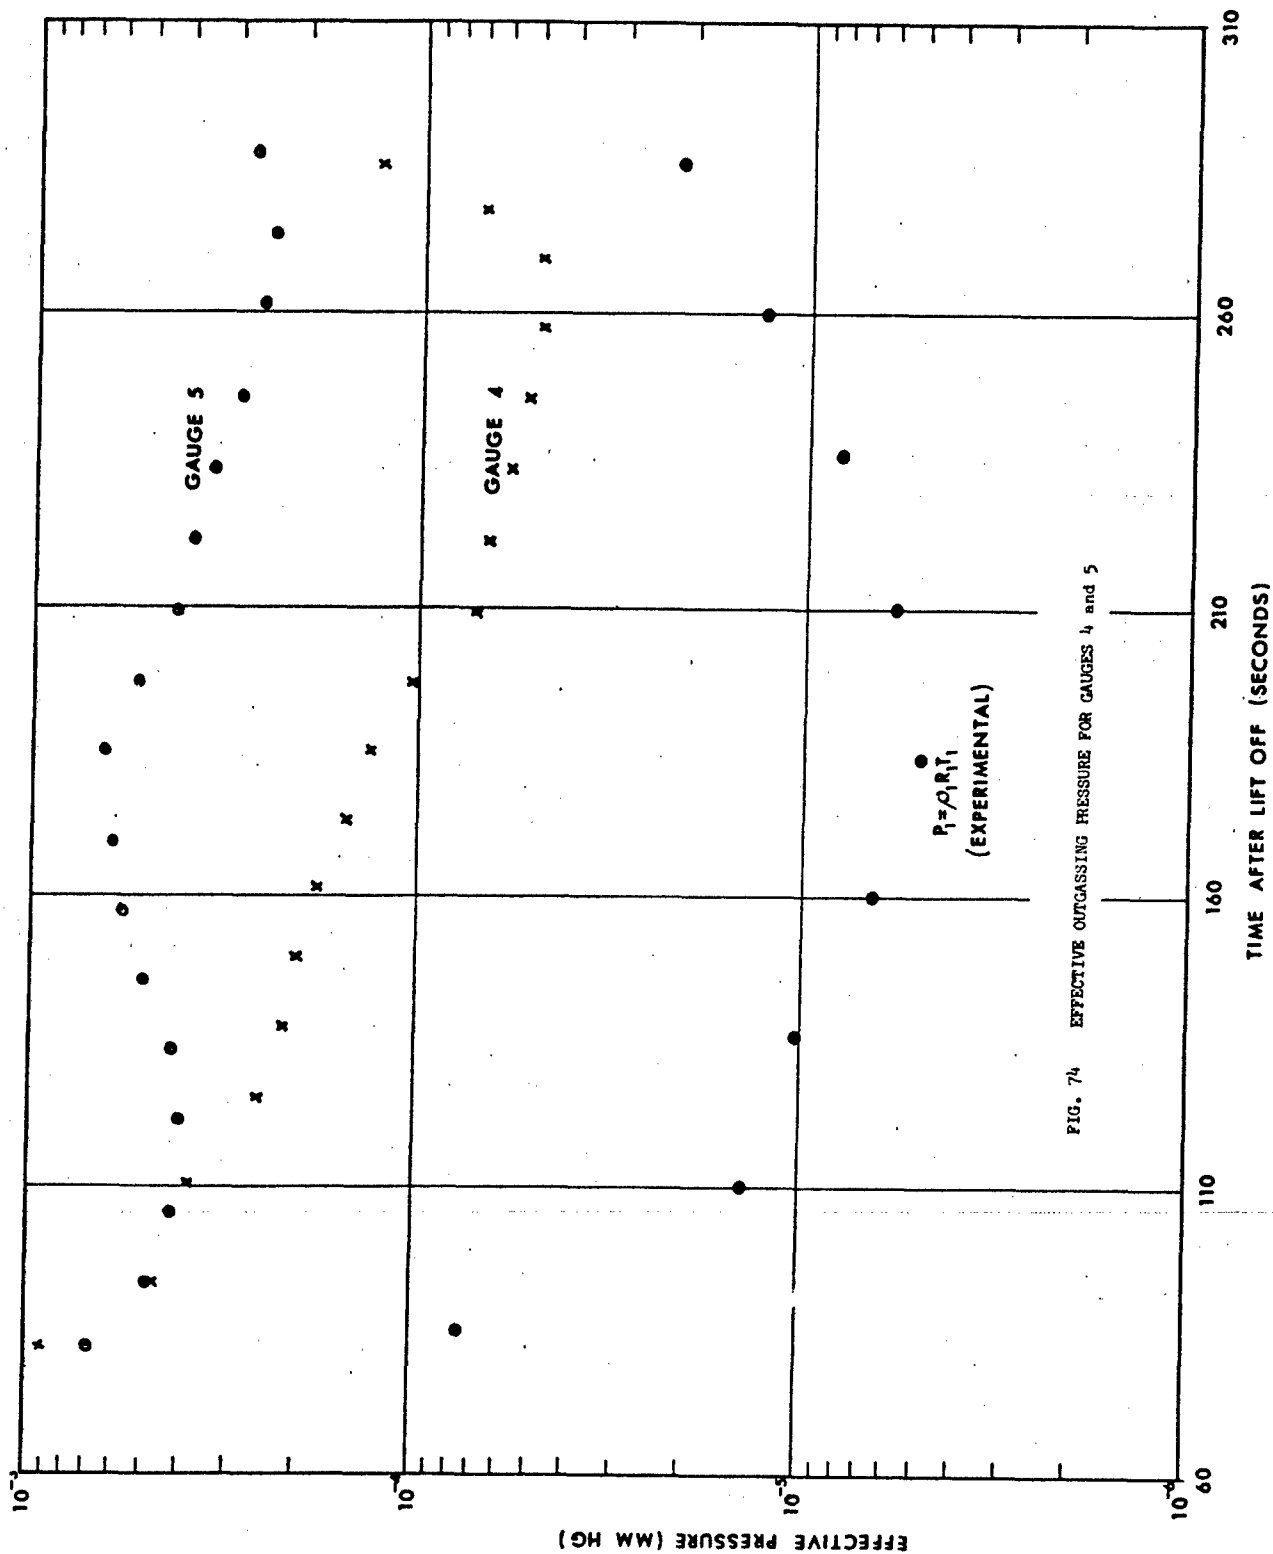 EFFECTIVE PRESSURE (MM HG)
10-3
10-4
10-5
10-6
GAUGE 5
GAUGE 4
P1=ρ1R1T1
(EXPERIMENTAL)
FIG. 74 EFFECTIVE OUTGASSING PRESSURE FOR GAUGES 4 and 5
60
110
160
210
260
310
TIME AFTER LIFT OFF (SECONDS)